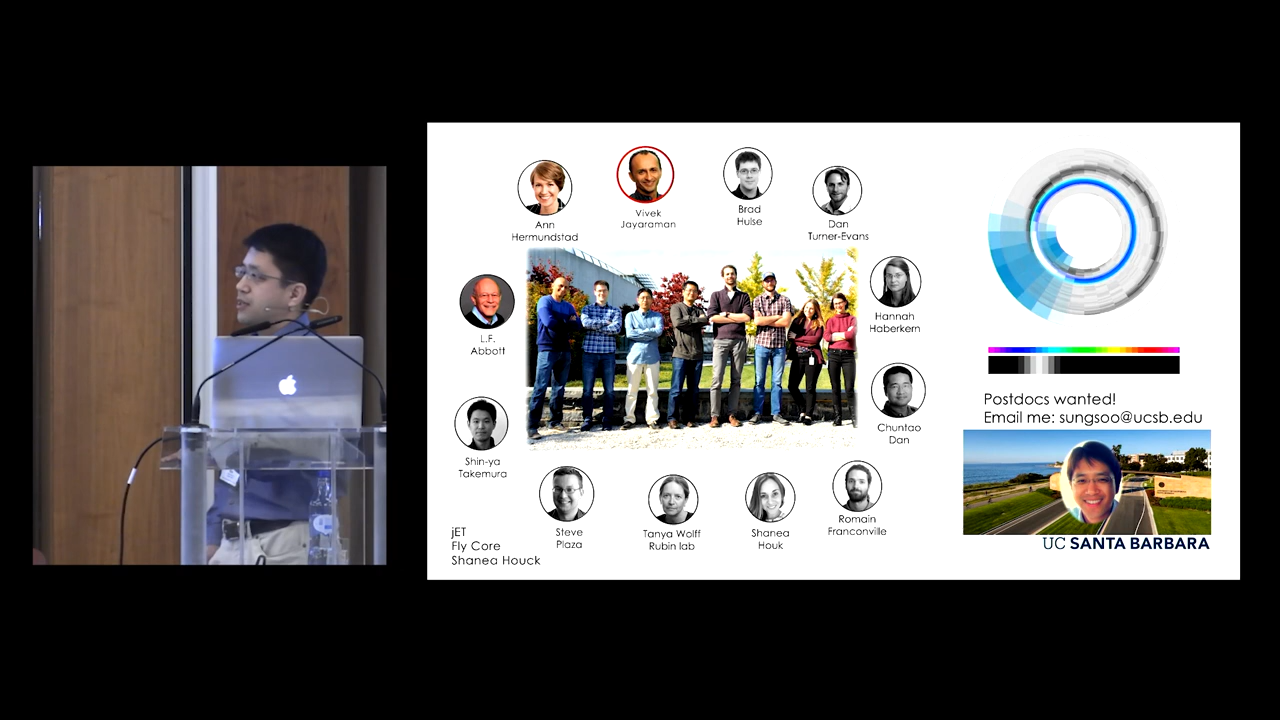 Ann
Hermundstad
Vivek
Jayaraman
Brad
Hulse
Dan
Turner-Evans
L.F.
Abbott
Hannah
Haberkern
Shin-ya
Takemura
Chuntao
Dan
Steve
Plaza
Tanya Wolff
Rubin lab
Shanea
Houk
Romain
Franconville
jET
Fly Core
Shanea Houck
Postdocs wanted!
Email me: sungsoo@ucsb.edu
UC SANTA BARBARA